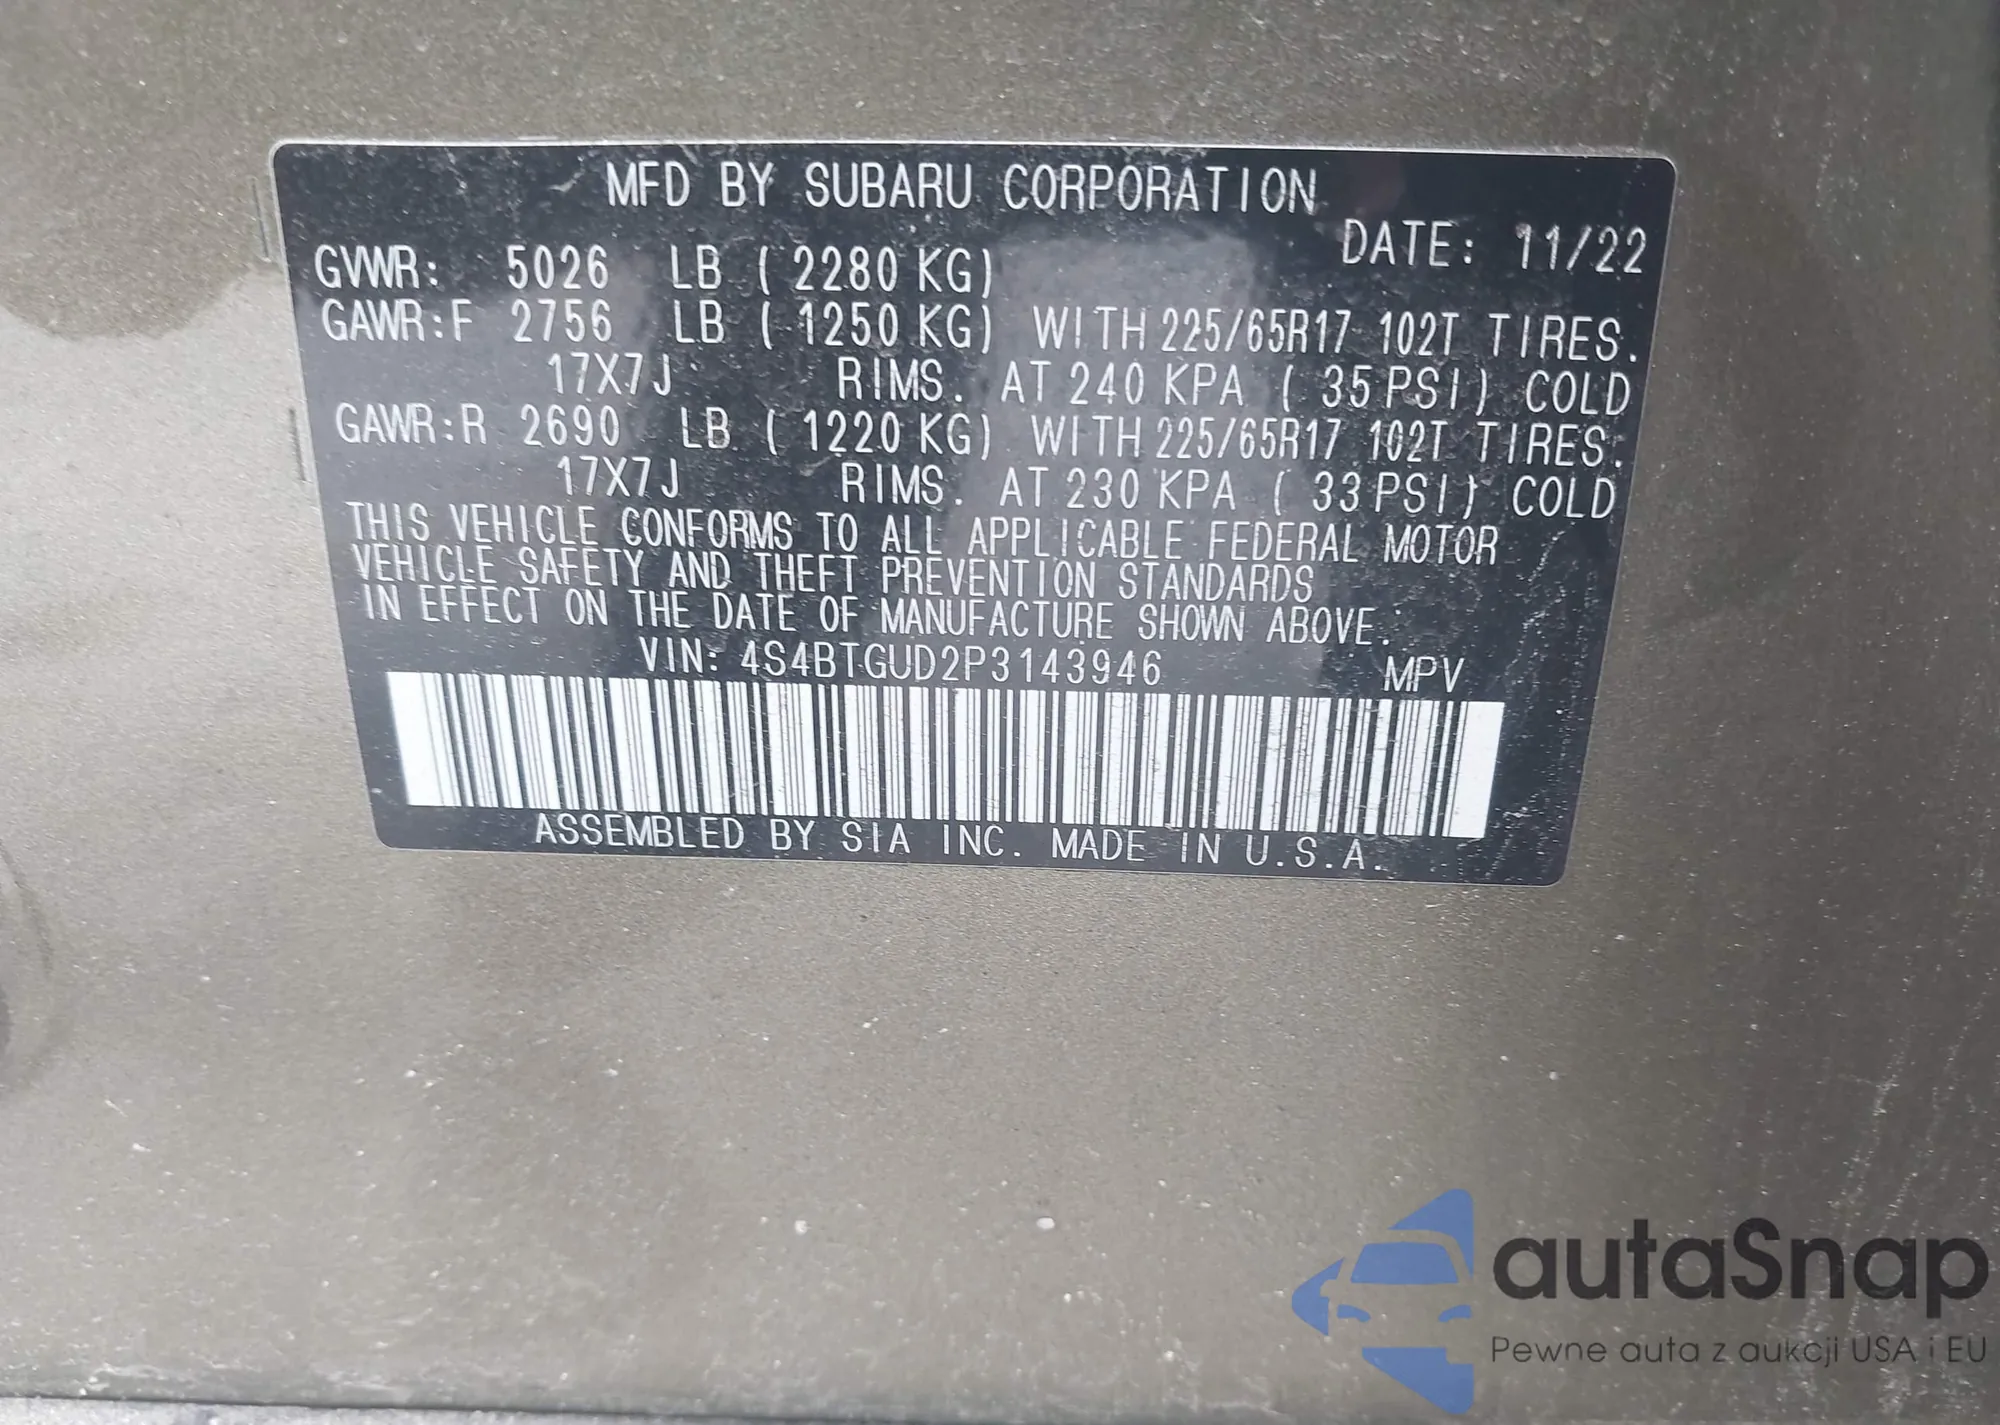 MFD BY SUBARU CORPORATION
DATE: 11/22
GVWR: 5026 LB ( 2280 KG)
GAWR:F 2756 LB ( 1250 KG) WITH 225/65R17 102T TIRES.
17X7J RIMS. AT 240 KPA ( 35 PSI) COLD
GAWR:R 2690 LB ( 1220 KG) WITH 225/65R17 102T TIRES.
17X7J RIMS. AT 230 KPA ( 33 PSI) COLD
THIS VEHICLE CONFORMS TO ALL APPLICABLE FEDERAL MOTOR
VEHICLE SAFETY AND THEFT PREVENTION STANDARDS
IN EFFECT ON THE DATE OF MANUFACTURE SHOWN ABOVE.
VIN: 4S4BTGUD2P3143946 MPV
ASSEMBLED BY SIA INC. MADE IN U.S.A.
autaSnap
Pewne auta z aukcji USA i EU